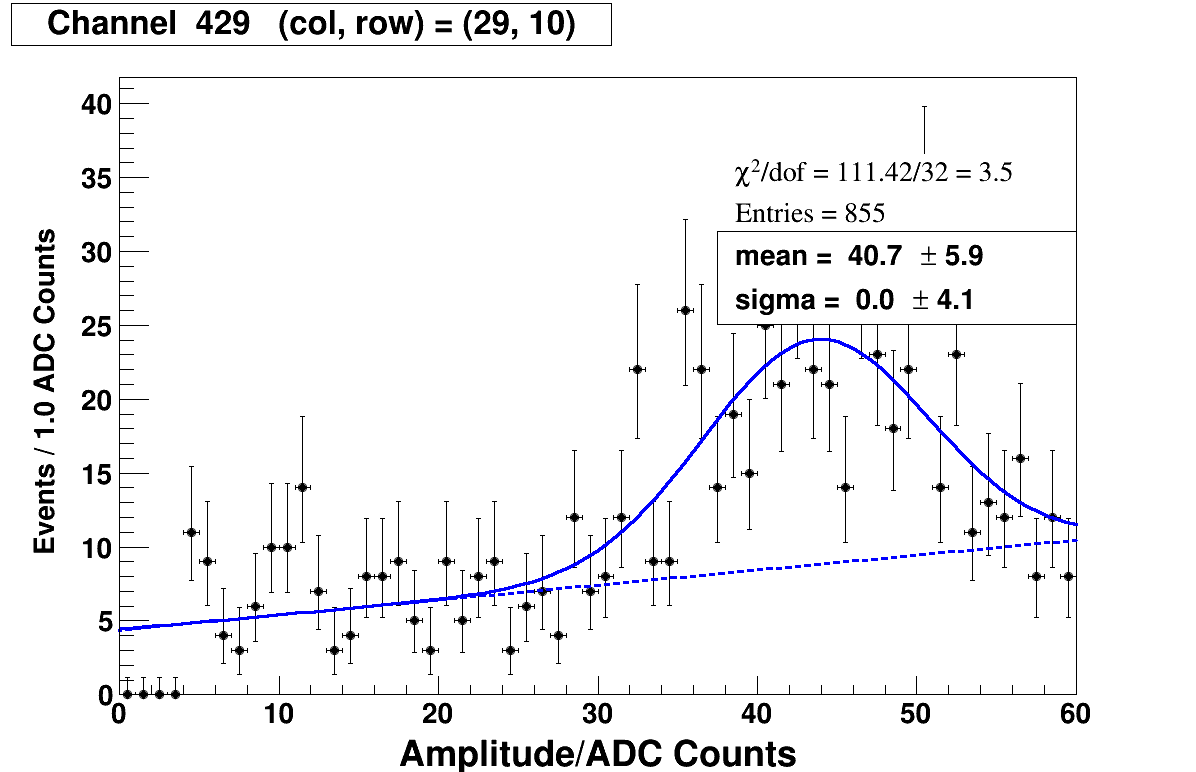 Channel 429 (col, row) = (29, 10)
χ²/dof = 111.42/32 = 3.5
Entries = 855
mean = 40.7 ± 5.9
sigma = 0.0 ± 4.1
Events / 1.0 ADC Counts
40
35
30
25
20
15
10
5
0
0 10 20 30 40 50 60
Amplitude/ADC Counts